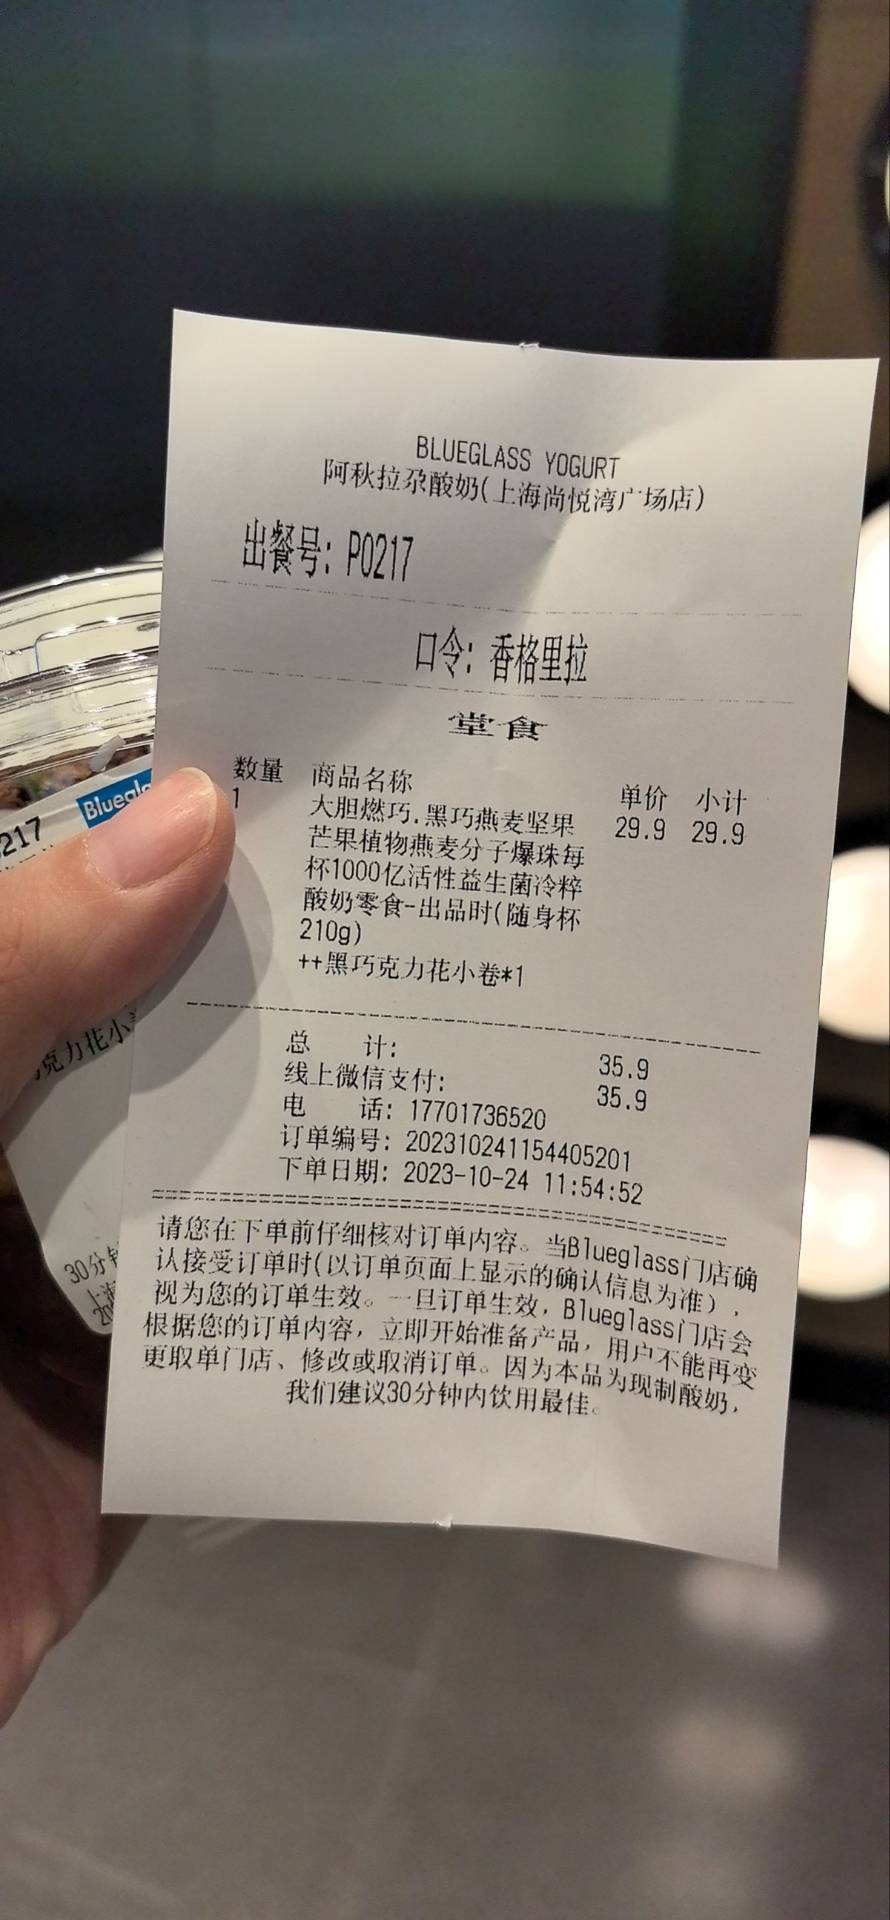 BLUEGLASS YOGURT
阿秋拉尕酸奶(上海尚悦湾广场店)
出餐号: P0217
口令: 香格里拉
堂食
数量 商品名称 单价 小计
1 大胆燃巧.黑巧燕麦坚果 29.9 29.9
芒果植物燕麦分子爆珠每
杯1000亿活性益生菌冷粹
酸奶零食-出品时(随身杯
210g)
++黑巧克力花小卷*1
总 计: 35.9
线上微信支付: 35.9
电 话: 17701736520
订单编号: 202310241154405201
下单日期: 2023-10-24 11:54:52
请您在下单前仔细核对订单内容。当Blueglass门店确
认接受订单时(以订单页面上显示的确认信息为准),
视为您的订单生效。一旦订单生效, Blueglass门店会
根据您的订单内容, 立即开始准备产品, 用户不能再变
更取单门店、修改或取消订单。因为本品为现制酸奶,
我们建议30分钟内饮用最佳。
217
克力花小
30分钟